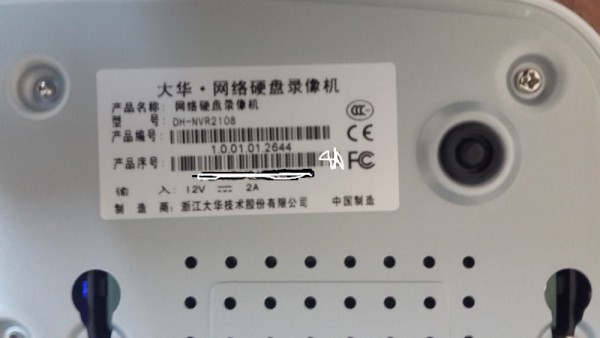 大华·网络硬盘录像机
产品名称: 网络硬盘录像机
型 号: DH-NVR2108
产品编号:
1.0.01.01.2644
产品序号:
输 入: 12V ⎓ 2A
制 造 商: 浙江大华技术股份有限公司 中国制造
CCC
CE
FC